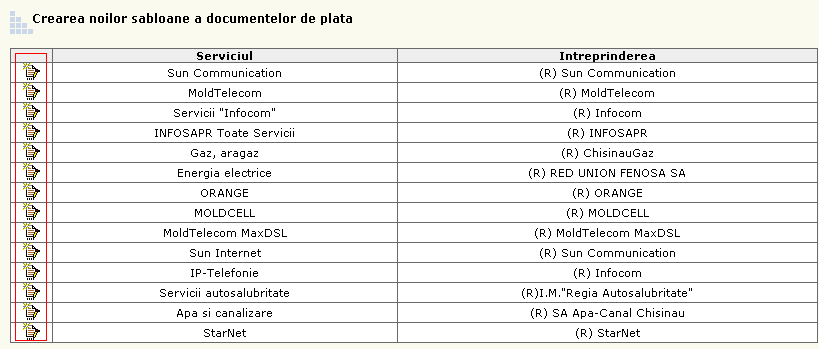 Crearea noilor sabloane a documentelor de plata
Serviciul Intreprinderea
Sun Communication (R) Sun Communication
MoldTelecom (R) MoldTelecom
Servicii "Infocom" (R) Infocom
INFOSAPR Toate Servicii (R) INFOSAPR
Gaz, aragaz (R) ChisinauGaz
Energia electrice (R) RED UNION FENOSA SA
ORANGE (R) ORANGE
MOLDCELL (R) MOLDCELL
MoldTelecom MaxDSL (R) MoldTelecom MaxDSL
Sun Internet (R) Sun Communication
IP-Telefonie (R) Infocom
Servicii autosalubritate (R)I.M."Regia Autosalubritate"
Apa si canalizare (R) SA Apa-Canal Chisinau
StarNet (R) StarNet